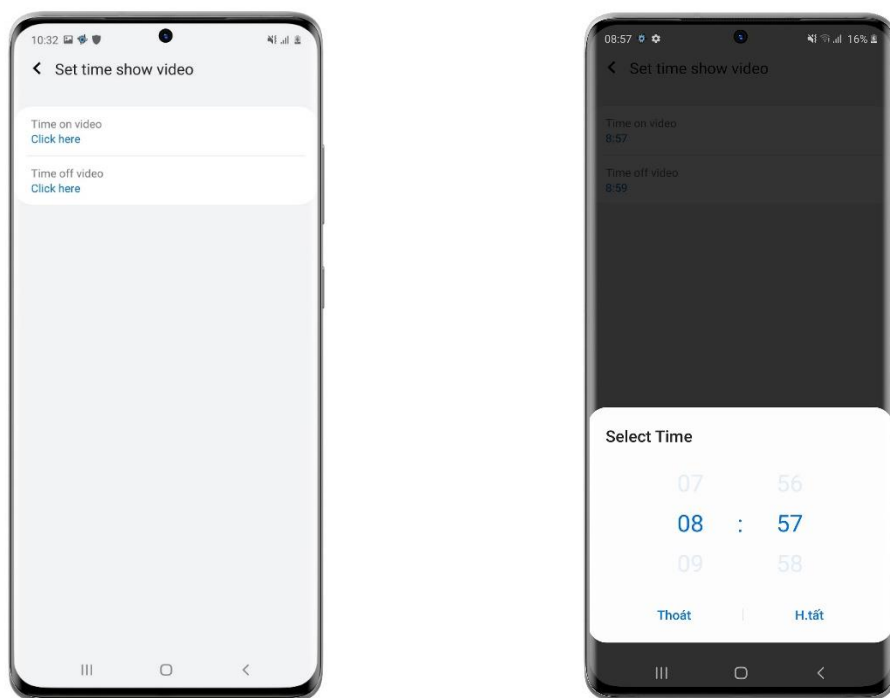 10:32
Set time show video
Time on video
Click here
Time off video
Click here
08:57 16%
Set time show video
Time on video
8:57
Time off video
8:59
Select Time
07 56
08 : 57
09 58
Thoát H.tất